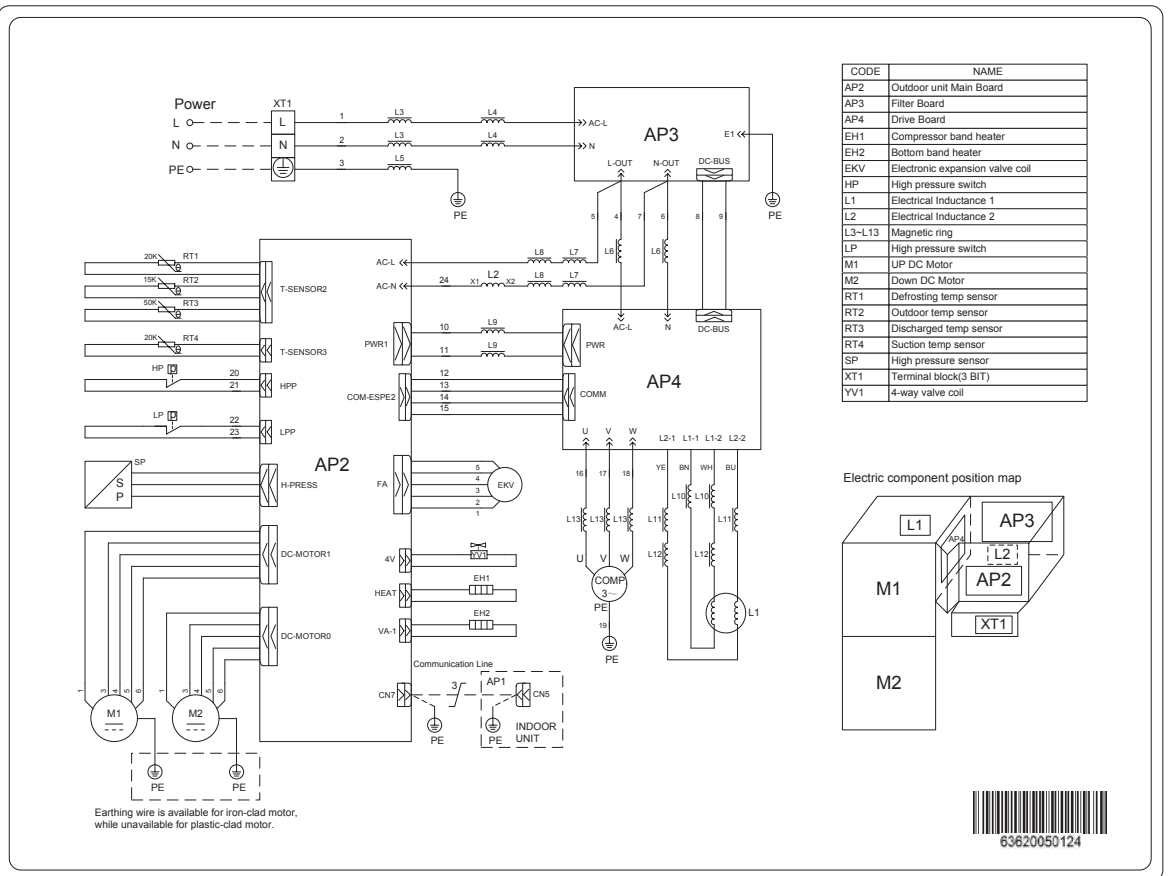 Power
XT1
L
L
1
L3
L4
AC-L
N
N
2
L3
L4
N
PE
3
L5
PE
AP3
E1
PE
L-OUT
N-OUT
DC-BUS
5
4
7
6
8
9
L6
L6
20K
RT1
15K
RT2
50K
RT3
T-SENSOR2
20K
RT4
T-SENSOR3
HP
P
20
21
HPP
LP
P
22
23
LPP
SP
S
P
H-PRESS
AP2
DC-MOTOR1
DC-MOTOR0
AC-L
L8
L7
AC-N
24
X1
L2
X2
L8
L7
PWR1
10
L9
11
L9
PWR
COM-ESPE2
12
13
14
15
COMM
AC-L
N
DC-BUS
AP4
U
V
W
L2-1
L1-1
L1-2
L2-2
FA
5
4
3
2
1
EKV
4V
YV1
HEAT
EH1
VA-1
EH2
16
17
18
YE
BN
WH
BU
L10
L10
L13
L13
L13
L11
L11
L12
L12
U
V
W
COMP
3～
PE
19
PE
L1
Communication Line
CN7
3
PE
AP1
CN5
PE
INDOOR
UNIT
1
3
4
5
6
M1
1
3
4
5
6
M2
PE
PE
Earthing wire is available for iron-clad motor,
while unavailable for plastic-clad motor.
CODE NAME
AP2 Outdoor unit Main Board
AP3 Filter Board
AP4 Drive Board
EH1 Compressor band heater
EH2 Bottom band heater
EKV Electronic expansion valve coil
HP High pressure switch
L1 Electrical Inductance 1
L2 Electrical Inductance 2
L3~L13 Magnetic ring
LP High pressure switch
M1 UP DC Motor
M2 Down DC Motor
RT1 Defrosting temp sensor
RT2 Outdoor temp sensor
RT3 Discharged temp sensor
RT4 Suction temp sensor
SP High pressure sensor
XT1 Terminal block(3 BIT)
YV1 4-way valve coil
Electric component position map
L1
AP3
AP4
L2
M1
AP2
XT1
M2
63620050124